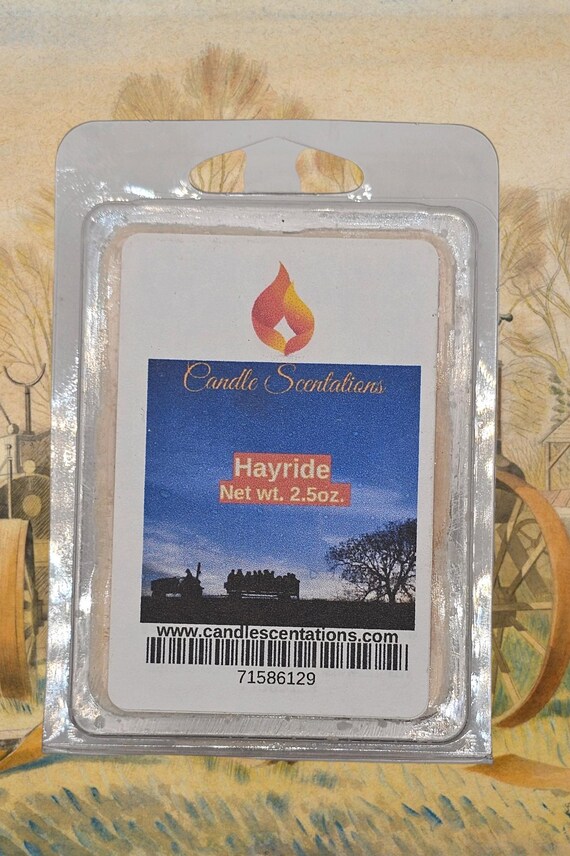 Candle Scentations
Hayride
Net wt. 2.5oz.
www.candlescentations.com
71586129